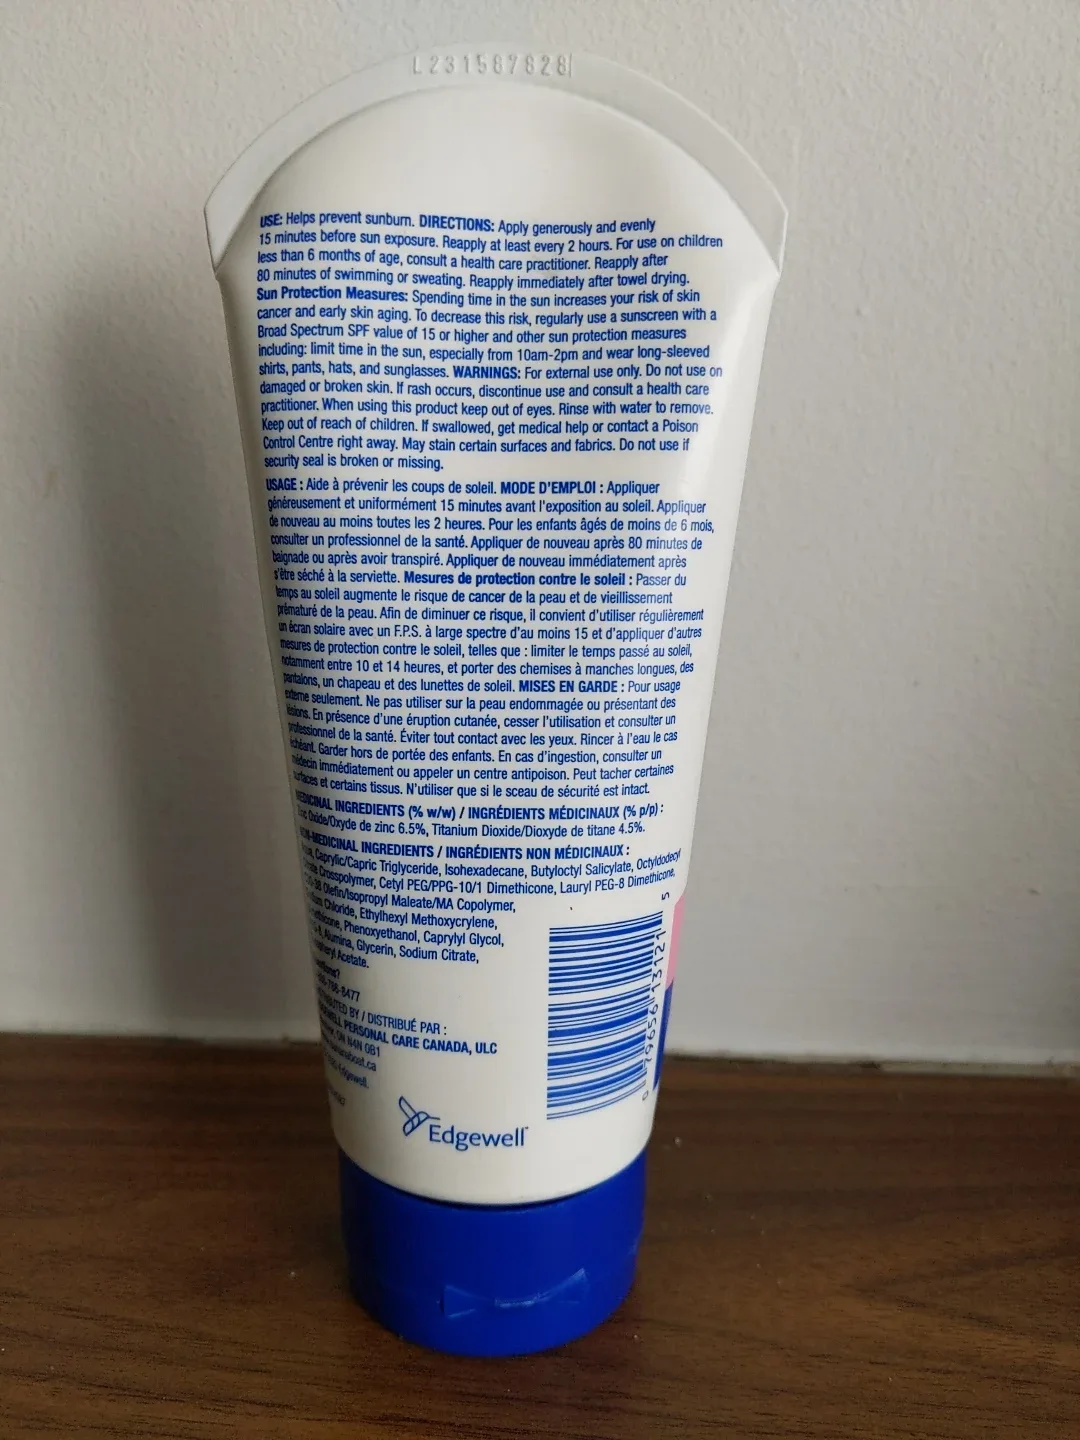 L231587828
USE: Helps prevent sunburn. DIRECTIONS: Apply generously and evenly
15 minutes before sun exposure. Reapply at least every 2 hours. For use on children
less than 6 months of age, consult a health care practitioner. Reapply after
80 minutes of swimming or sweating. Reapply immediately after towel drying.
Sun Protection Measures: Spending time in the sun increases your risk of skin
cancer and early skin aging. To decrease this risk, regularly use a sunscreen with a
Broad Spectrum SPF value of 15 or higher and other sun protection measures
including: limit time in the sun, especially from 10am-2pm and wear long-sleeved
shirts, pants, hats, and sunglasses. WARNINGS: For external use only. Do not use on
damaged or broken skin. If rash occurs, discontinue use and consult a health care
practitioner. When using this product keep out of eyes. Rinse with water to remove.
Keep out of reach of children. If swallowed, get medical help or contact a Poison
Control Centre right away. May stain certain surfaces and fabrics. Do not use if
security seal is broken or missing.
USAGE : Aide à prévenir les coups de soleil. MODE D'EMPLOI : Appliquer
généreusement et uniformément 15 minutes avant l'exposition au soleil. Appliquer
de nouveau au moins toutes les 2 heures. Pour les enfants âgés de moins de 6 mois,
consulter un professionnel de la santé. Appliquer de nouveau après 80 minutes de
baignade ou après avoir transpiré. Appliquer de nouveau immédiatement après
s'être séché à la serviette. Mesures de protection contre le soleil : Passer du
temps au soleil augmente le risque de cancer de la peau et de vieillissement
prématuré de la peau. Afin de diminuer ce risque, il convient d'utiliser régulièrement
un écran solaire avec un F.P.S. à large spectre d'au moins 15 et d'appliquer d'autres
mesures de protection contre le soleil, telles que : limiter le temps passé au soleil,
notamment entre 10 et 14 heures, et porter des chemises à manches longues, des
pantalons, un chapeau et des lunettes de soleil. MISES EN GARDE : Pour usage
externe seulement. Ne pas utiliser sur la peau endommagée ou présentant des
lésions. En présence d'une éruption cutanée, cesser l'utilisation et consulter un
professionnel de la santé. Éviter tout contact avec les yeux. Rincer à l'eau le cas
échéant. Garder hors de portée des enfants. En cas d'ingestion, consulter un
médecin immédiatement ou appeler un centre antipoison. Peut tacher certaines
surfaces et certains tissus. N'utiliser que si le sceau de sécurité est intact.
MEDICINAL INGREDIENTS (% w/w) / INGRÉDIENTS MÉDICINAUX (% p/p) :
Oxide/Oxyde de zinc 6.5%, Titanium Dioxide/Dioxyde de titane 4.5%.
MEDICINAL INGREDIENTS / INGRÉDIENTS NON MÉDICINAUX :
Caprylic/Capric Triglyceride, Isohexadecane, Butyloctyl Salicylate, Octyldodecyl
Crosspolymer, Cetyl PEG/PPG-10/1 Dimethicone, Lauryl PEG-8 Dimethicone,
Olefin/Isopropyl Maleate/MA Copolymer,
Chloride, Ethylhexyl Methoxycrylene,
Phenoxyethanol, Caprylyl Glycol,
Alumina, Glycerin, Sodium Citrate,
Acetate.
BY / DISTRIBUÉ PAR :
PERSONAL CARE CANADA, ULC
ON N4N 0B1
Edgewell.
Edgewell
0 79656 13121 5